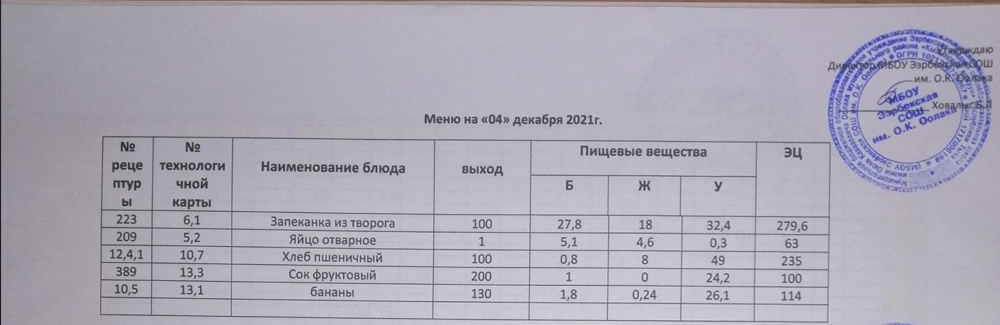 Утверждаю
Директор МБОУ Ээрбекская СОШ
им. О.К. Оолака
Ховалыг Б.Л
МБОУ
Ээрбекская
СОШ
им. О.К. Оолака
Меню на «04» декабря 2021г.
№ рецептуры № технологичной карты Наименование блюда выход Пищевые вещества ЭЦ
Б Ж У
223 6,1 Запеканка из творога 100 27,8 18 32,4 279,6
209 5,2 Яйцо отварное 1 5,1 4,6 0,3 63
12,4,1 10,7 Хлеб пшеничный 100 0,8 8 49 235
389 13,3 Сок фруктовый 200 1 0 24,2 100
10,5 13,1 бананы 130 1,8 0,24 26,1 114